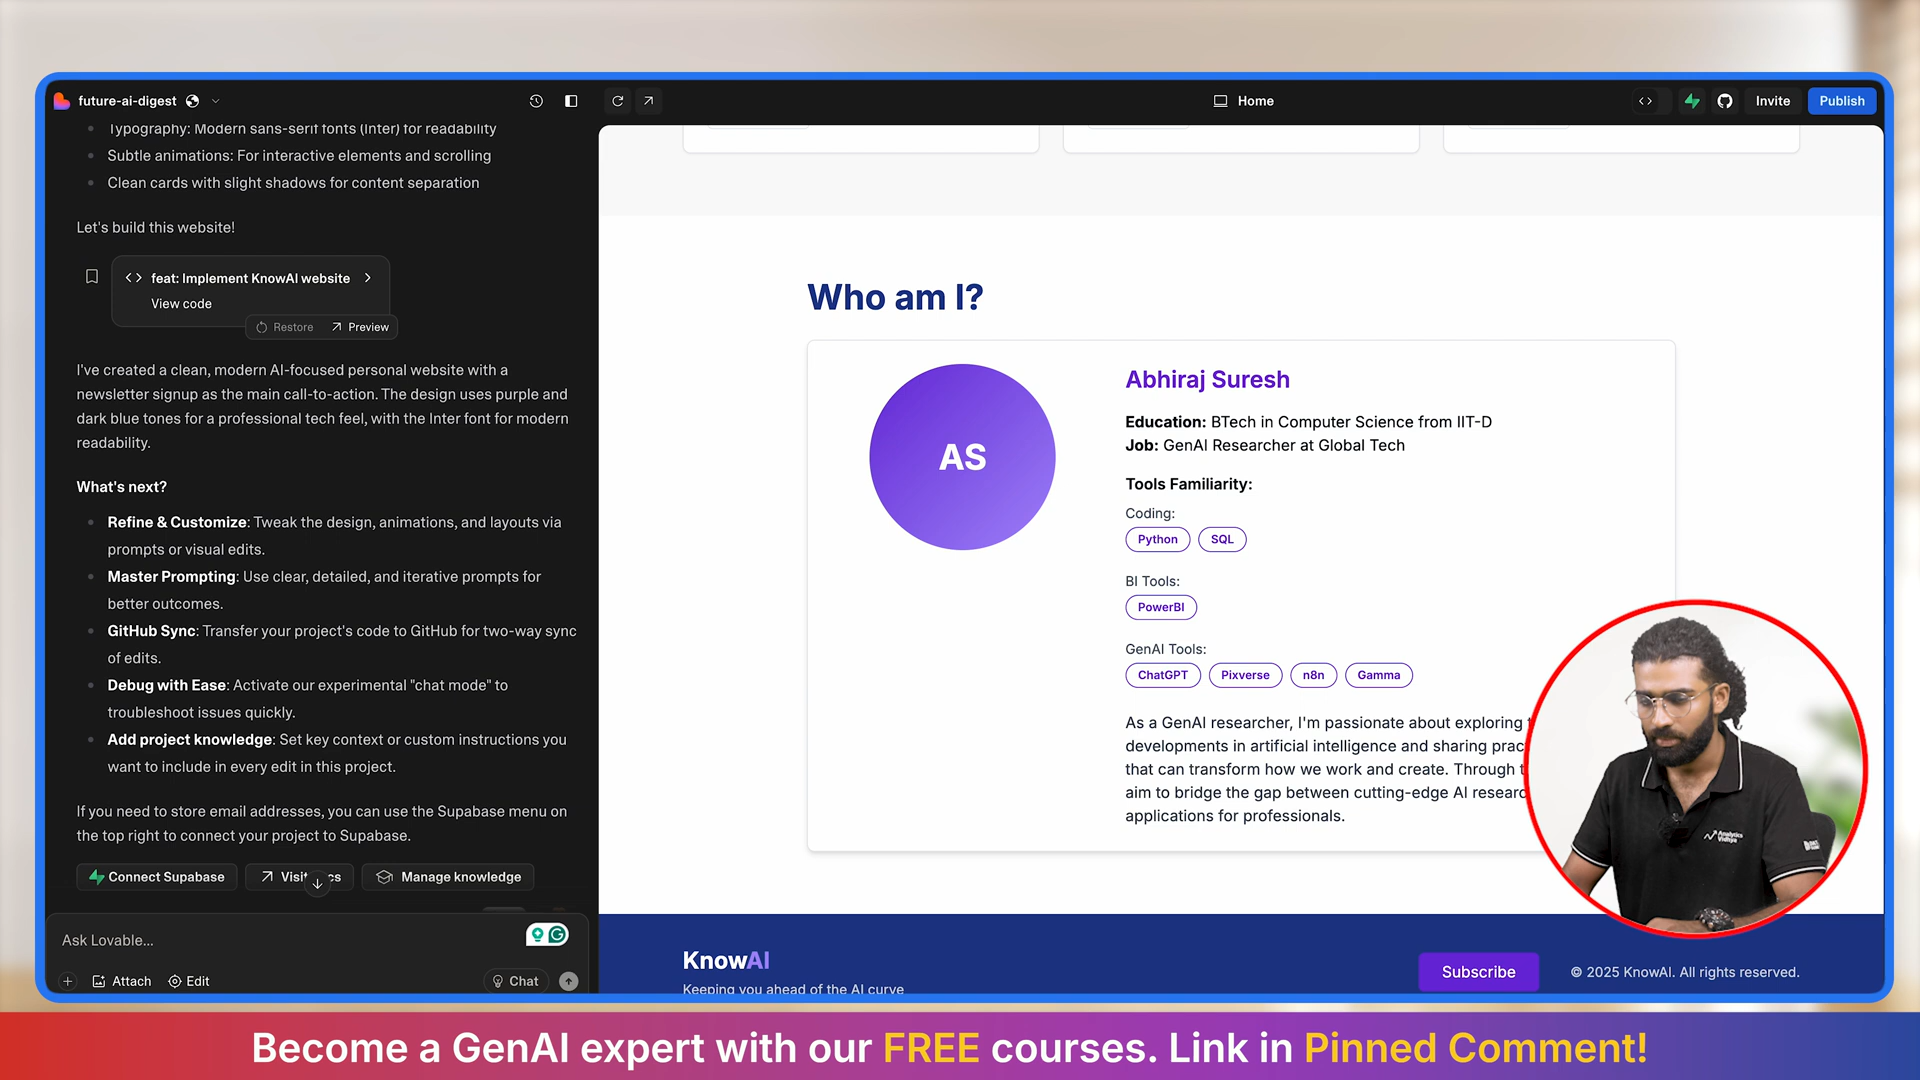 future-ai-digest
Home
Invite
Publish
Typography: Modern sans-serif fonts (Inter) for readability
Subtle animations: For interactive elements and scrolling
Clean cards with slight shadows for content separation
Let's build this website!
feat: Implement KnowAI website
View code
Restore
Preview
I've created a clean, modern AI-focused personal website with a
newsletter signup as the main call-to-action. The design uses purple and
dark blue tones for a professional tech feel, with the Inter font for modern
readability.
What's next?
Refine & Customize: Tweak the design, animations, and layouts via
prompts or visual edits.
Master Prompting: Use clear, detailed, and iterative prompts for
better outcomes.
GitHub Sync: Transfer your project's code to GitHub for two-way sync
of edits.
Debug with Ease: Activate our experimental "chat mode" to
troubleshoot issues quickly.
Add project knowledge: Set key context or custom instructions you
want to include in every edit in this project.
If you need to store email addresses, you can use the Supabase menu on
the top right to connect your project to Supabase.
Connect Supabase
Visit
Manage knowledge
Ask Lovable...
Attach
Edit
Chat
Who am I?
AS
Abhiraj Suresh
Education: BTech in Computer Science from IIT-D
Job: GenAI Researcher at Global Tech
Tools Familiarity:
Coding:
Python SQL
BI Tools:
PowerBI
GenAI Tools:
ChatGPT Pixverse n8n Gamma
As a GenAI researcher, I'm passionate about exploring
developments in artificial intelligence and sharing
that can transform how we work and create. Through
aim to bridge the gap between cutting-edge AI
applications for professionals.
Analytics
Vidhya
KnowAI
Keeping you ahead of the AI curve
Subscribe
© 2025 KnowAI. All rights reserved.
Become a GenAI expert with our FREE courses. Link in Pinned Comment!